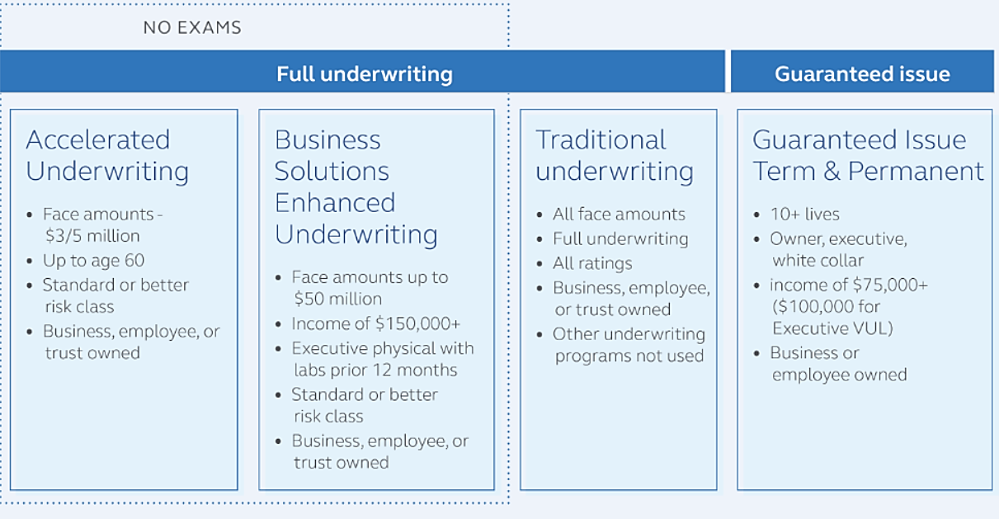 NO EXAMS
Full underwriting
Guaranteed issue
Accelerated
Underwriting
• Face amounts -
$3/5 million
• Up to age 60
• Standard or better
risk class
• Business, employee, or
trust owned
Business
Solutions
Enhanced
Underwriting
• Face amounts up to
$50 million
• Income of $150,000+
• Executive physical with
labs prior 12 months
• Standard or better
risk class
• Business, employee, or
trust owned
Traditional
underwriting
• All face amounts
• Full underwriting
• All ratings
• Business, employee,
or trust owned
• Other underwriting
programs not used
Guaranteed Issue
Term & Permanent
• 10+ lives
• Owner, executive,
white collar
• income of $75,000+
($100,000 for
Executive VUL)
• Business or
employee owned